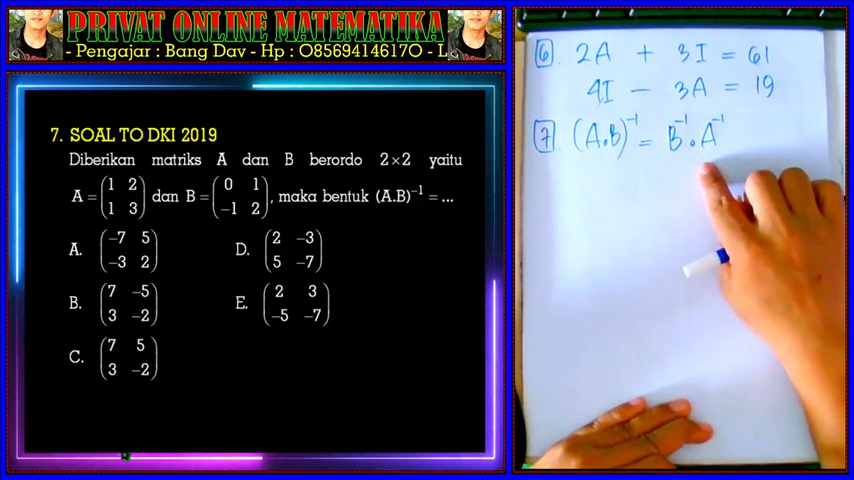 PRIVAT ONLINE MATEMATIKA
- Pengajar : Bang Dav - Hp : 085694146170 - L
7. SOAL TO DKI 2019
Diberikan matriks A dan B berordo 2×2 yaitu
A = (1 2; 1 3) dan B = (0 1; -1 2), maka bentuk (A.B)⁻¹ = ...
A. (-7 5; -3 2)
B. (7 -5; 3 -2)
C. (7 5; 3 -2)
D. (2 -3; 5 -7)
E. (2 3; -5 -7)
6. 2A + 3I = 61
4I - 3A = 19
7. (A.B)⁻¹ = B⁻¹ . A⁻¹